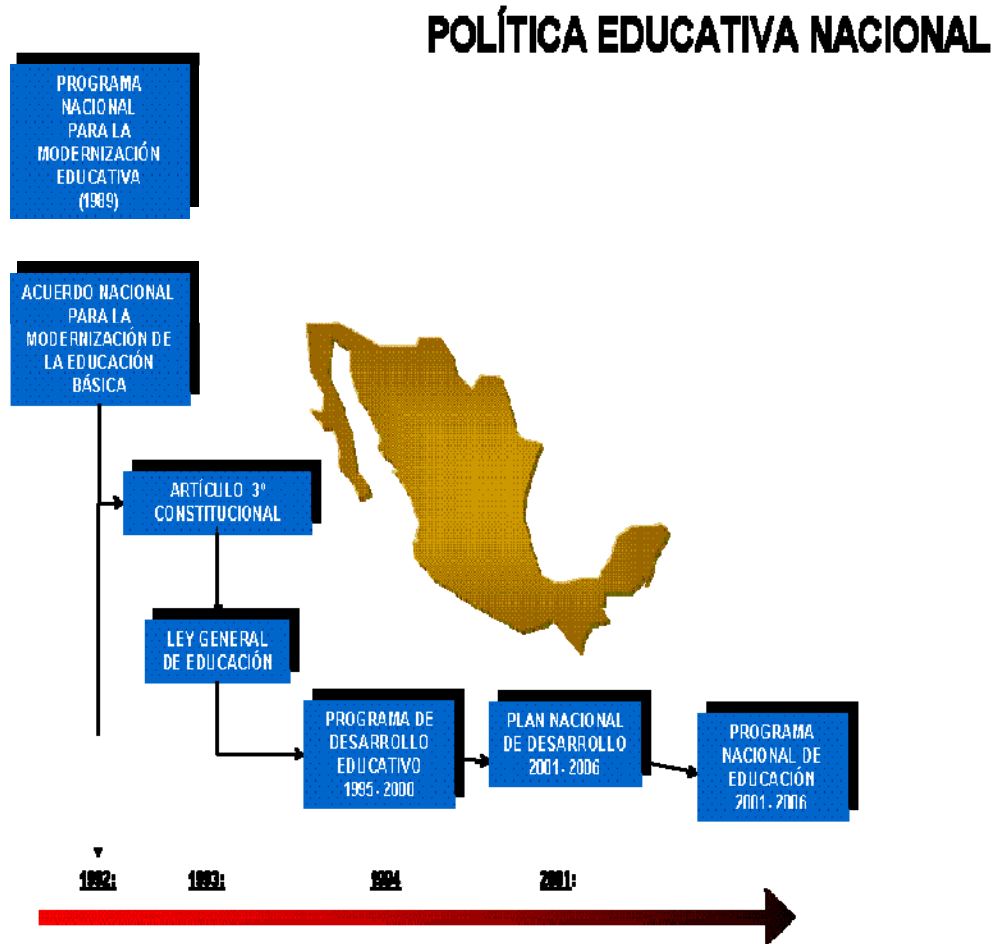 POLÍTICA EDUCATIVA NACIONAL
PROGRAMA
NACIONAL
PARA LA
MODERNIZACIÓN
EDUCATIVA
(1989)
ACUERDO NACIONAL
PARA LA
MODERNIZACIÓN DE
LA EDUCACIÓN
BÁSICA
ARTÍCULO 3º
CONSTITUCIONAL
LEY GENERAL
DE EDUCACIÓN
PROGRAMA DE
DESARROLLO
EDUCATIVO
1995-2000
PLAN NACIONAL
DE DESARROLLO
2001-2006
PROGRAMA
NACIONAL DE
EDUCACIÓN
2001-2006
1992:
1993:
1994
2001: